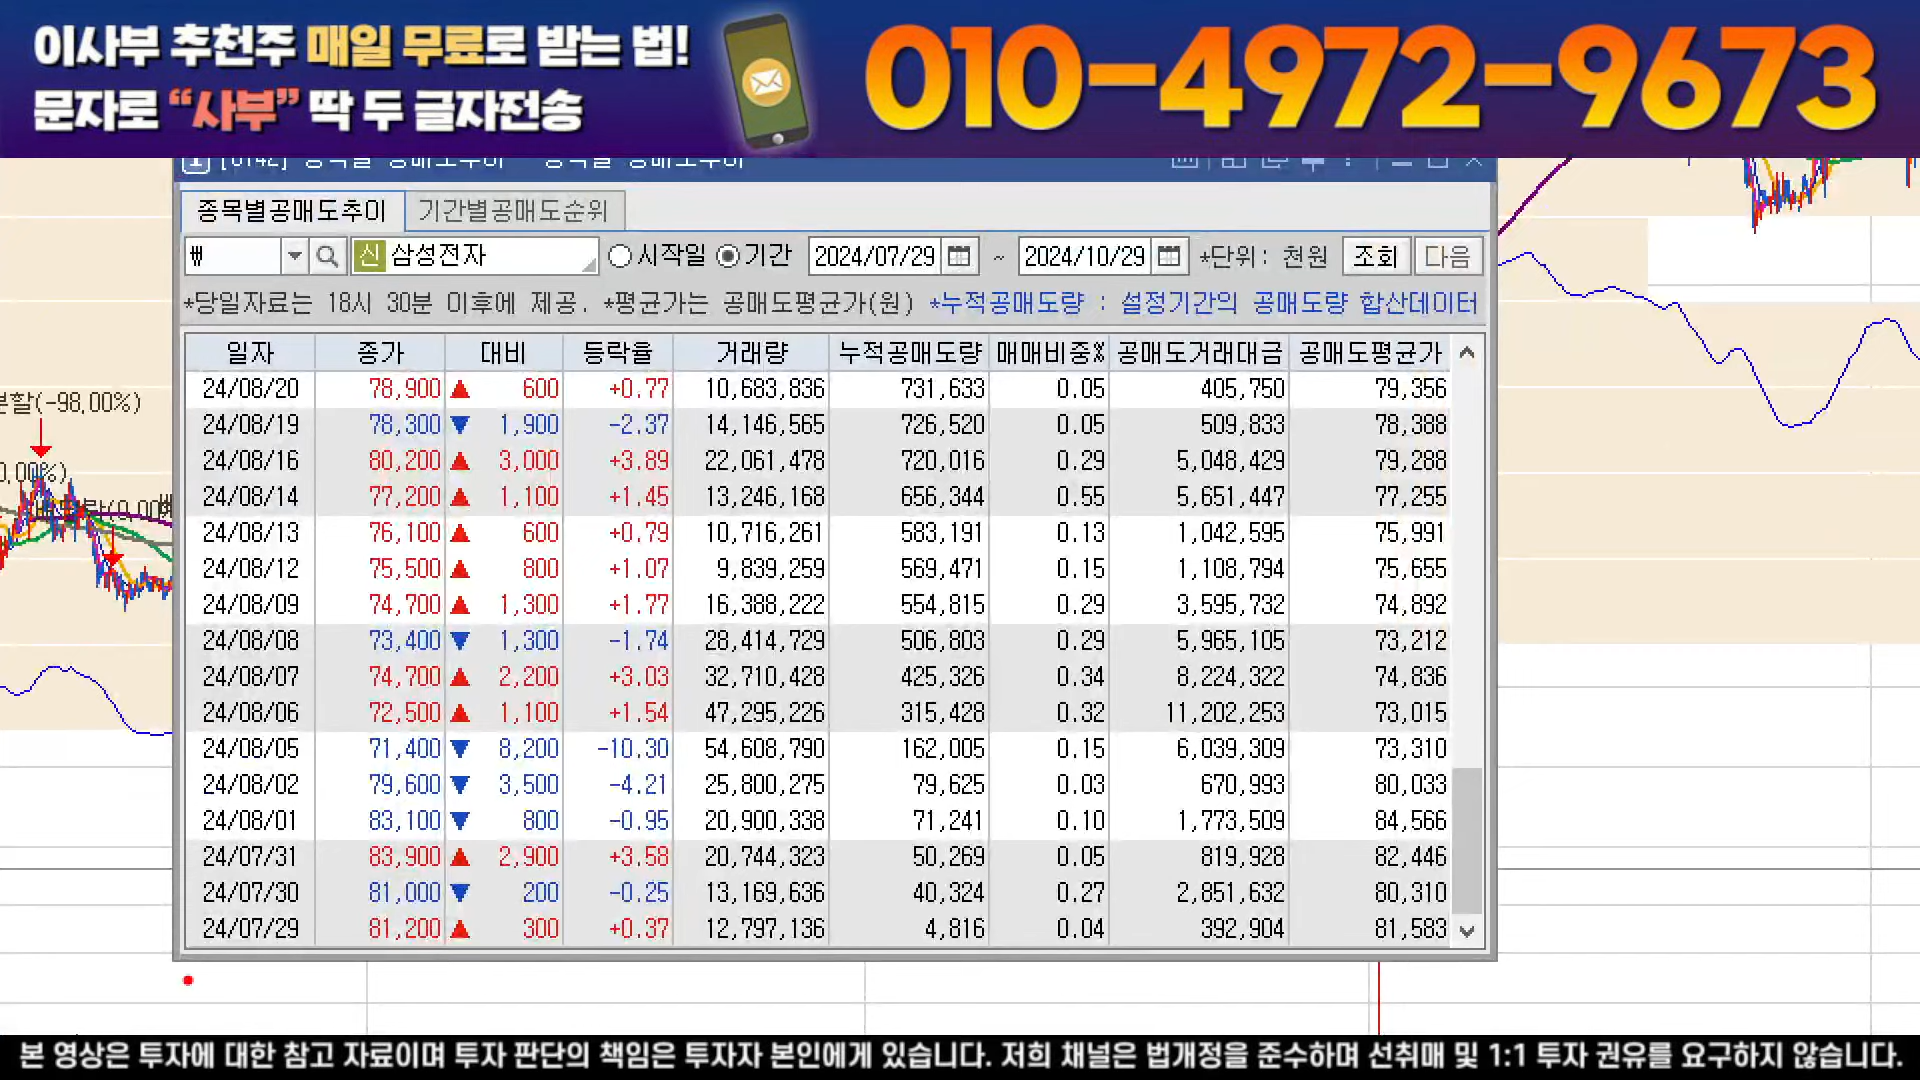 이사부 추천주 매일 무료로 받는 법!
문자로 “사부” 딱 두 글자전송
010-4972-9673
종목별공매도추이 기간별공매도순위
₩ 신 삼성전자 시작일 기간 2024/07/29 ~ 2024/10/29 *단위: 천원 조회 다음
*당일자료는 18시 30분 이후에 제공. *평균가는 공매도평균가(원) *누적공매도량 : 설정기간의 공매도량 합산데이터
일자 종가 대비 등락율 거래량 누적공매도량 매매비중% 공매도거래대금 공매도평균가
24/08/20 78,900 ▲ 600 +0.77 10,683,836 731,633 0.05 405,750 79,356
24/08/19 78,300 ▼ 1,900 -2.37 14,146,565 726,520 0.05 509,833 78,388
24/08/16 80,200 ▲ 3,000 +3.89 22,061,478 720,016 0.29 5,048,429 79,288
24/08/14 77,200 ▲ 1,100 +1.45 13,246,168 656,344 0.55 5,651,447 77,255
24/08/13 76,100 ▲ 600 +0.79 10,716,261 583,191 0.13 1,042,595 75,991
24/08/12 75,500 ▲ 800 +1.07 9,839,259 569,471 0.15 1,108,794 75,655
24/08/09 74,700 ▲ 1,300 +1.77 16,388,222 554,815 0.29 3,595,732 74,892
24/08/08 73,400 ▼ 1,300 -1.74 28,414,729 506,803 0.29 5,965,105 73,212
24/08/07 74,700 ▲ 2,200 +3.03 32,710,428 425,326 0.34 8,224,322 74,836
24/08/06 72,500 ▲ 1,100 +1.54 47,295,226 315,428 0.32 11,202,253 73,015
24/08/05 71,400 ▼ 8,200 -10.30 54,608,790 162,005 0.15 6,039,309 73,310
24/08/02 79,600 ▼ 3,500 -4.21 25,800,275 79,625 0.03 670,993 80,033
24/08/01 83,100 ▼ 800 -0.95 20,900,338 71,241 0.10 1,773,509 84,566
24/07/31 83,900 ▲ 2,900 +3.58 20,744,323 50,269 0.05 819,928 82,446
24/07/30 81,000 ▼ 200 -0.25 13,169,636 40,324 0.27 2,851,632 80,310
24/07/29 81,200 ▲ 300 +0.37 12,797,136 4,816 0.04 392,904 81,583
분할(-98,00%)
본 영상은 투자에 대한 참고 자료이며 투자 판단의 책임은 투자자 본인에게 있습니다. 저희 채널은 법개정을 준수하며 선취매 및 1:1 투자 권유를 요구하지 않습니다.